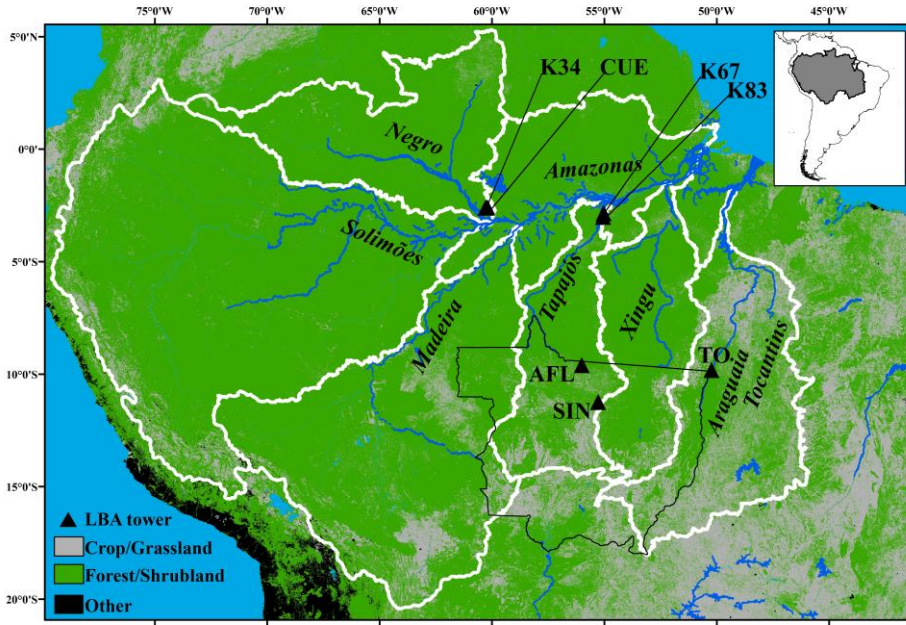 75°0'W 70°0'W 65°0'W 60°0'W 55°0'W 50°0'W 45°0'W
5°0'N
0°0'
5°0'S
10°0'S
15°0'S
20°0'S
K34
CUE
K67
K83
Negro
Amazonas
Solimões
Madeira
Tapajós
Xingu
Araguaia
Tocantins
AFL
TO
SIN
LBA tower
Crop/Grassland
Forest/Shrubland
Other